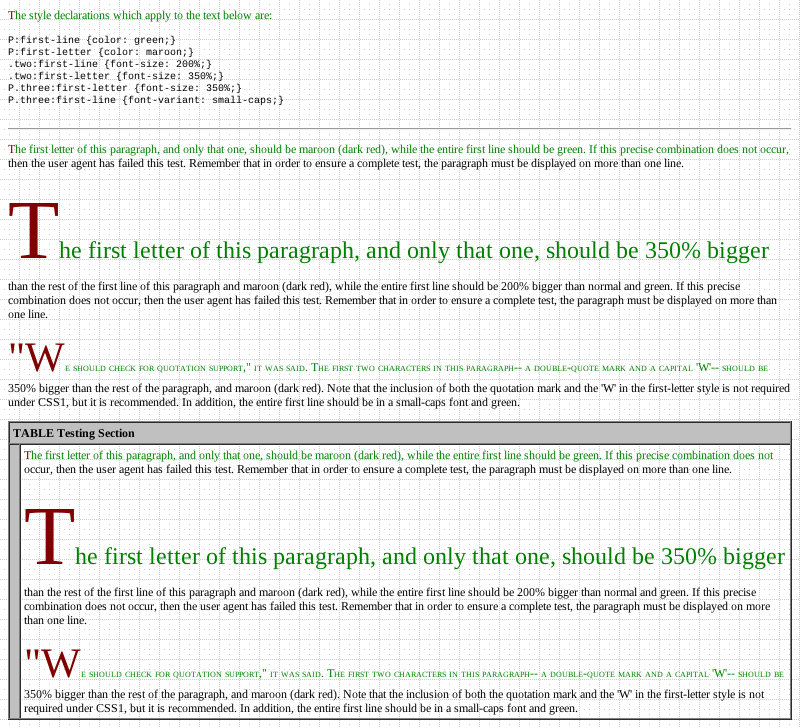 The style declarations which apply to the text below are:
P:first-line {color: green;}
P:first-letter {color: maroon;}
.two:first-line {font-size: 200%;}
.two:first-letter {font-size: 350%;}
P.three:first-letter {font-size: 350%;}
P.three:first-line {font-variant: small-caps;}
The first letter of this paragraph, and only that one, should be maroon (dark red), while the entire first line should be green. If this precise combination does not occur,
then the user agent has failed this test. Remember that in order to ensure a complete test, the paragraph must be displayed on more than one line.
The first letter of this paragraph, and only that one, should be 350% bigger
than the rest of the first line of this paragraph and maroon (dark red), while the entire first line should be 200% bigger than normal and green. If this precise
combination does not occur, then the user agent has failed this test. Remember that in order to ensure a complete test, the paragraph must be displayed on more than
one line.
"We should check for quotation support," it was said. The first two characters in this paragraph-- a double-quote mark and a capital 'W'-- should be
350% bigger than the rest of the paragraph, and maroon (dark red). Note that the inclusion of both the quotation mark and the 'W' in the first-letter style is not required
under CSS1, but it is recommended. In addition, the entire first line should be in a small-caps font and green.
TABLE Testing Section
The first letter of this paragraph, and only that one, should be maroon (dark red), while the entire first line should be green. If this precise combination does not
occur, then the user agent has failed this test. Remember that in order to ensure a complete test, the paragraph must be displayed on more than one line.
The first letter of this paragraph, and only that one, should be 350% bigger
than the rest of the first line of this paragraph and maroon (dark red), while the entire first line should be 200% bigger than normal and green. If this precise
combination does not occur, then the user agent has failed this test. Remember that in order to ensure a complete test, the paragraph must be displayed on more
than one line.
"We should check for quotation support," it was said. The first two characters in this paragraph-- a double-quote mark and a capital 'W'-- should be
350% bigger than the rest of the paragraph, and maroon (dark red). Note that the inclusion of both the quotation mark and the 'W' in the first-letter style is not
required under CSS1, but it is recommended. In addition, the entire first line should be in a small-caps font and green.